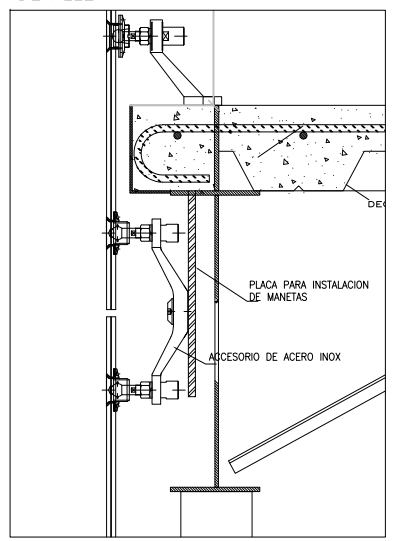 PLACA PARA INSTALACION
DE MANETAS
ACCESORIO DE ACERO INOX